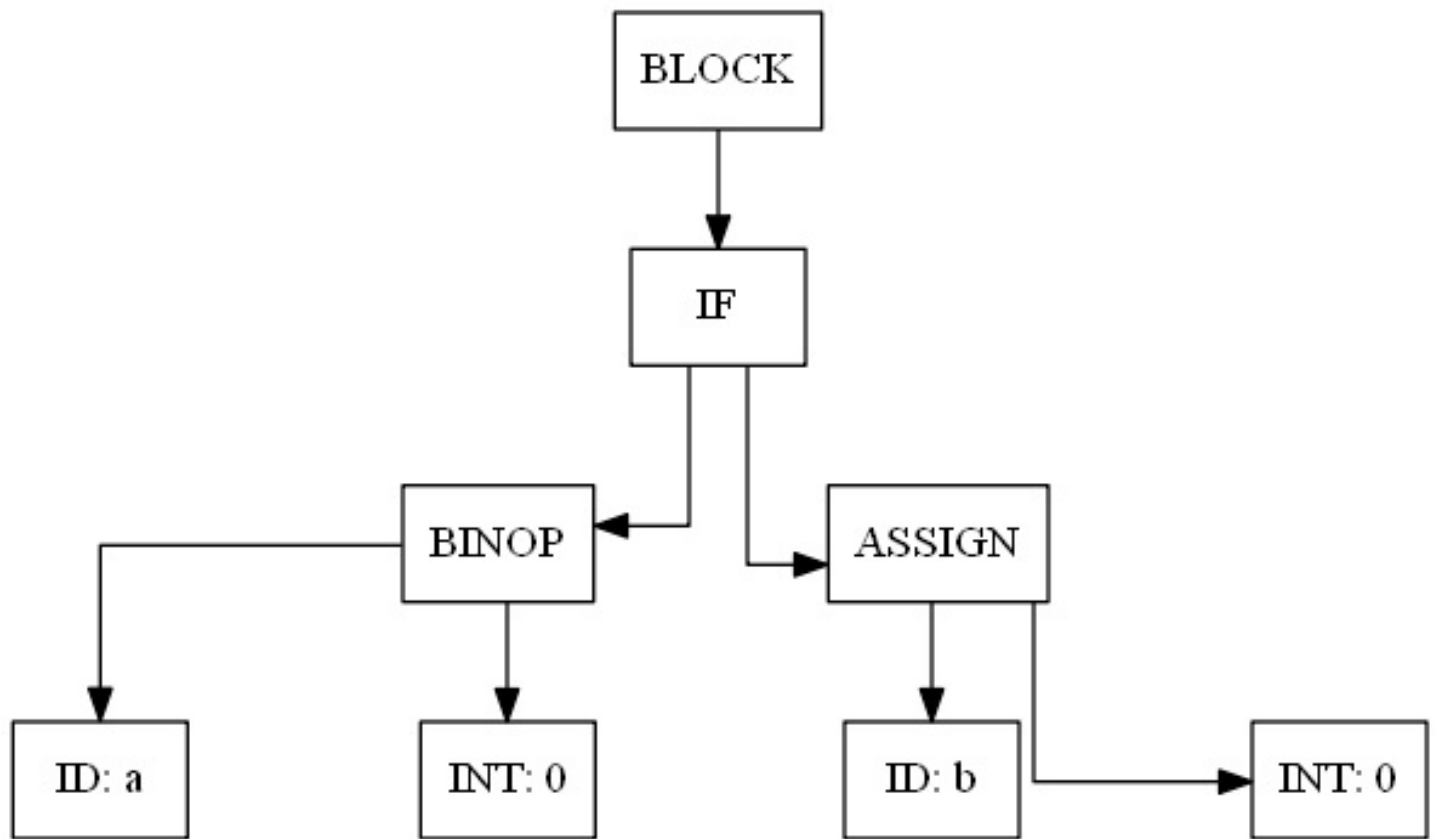 BLOCK
IF
BINOP
ASSIGN
ID: a
INT: 0
ID: b
INT: 0